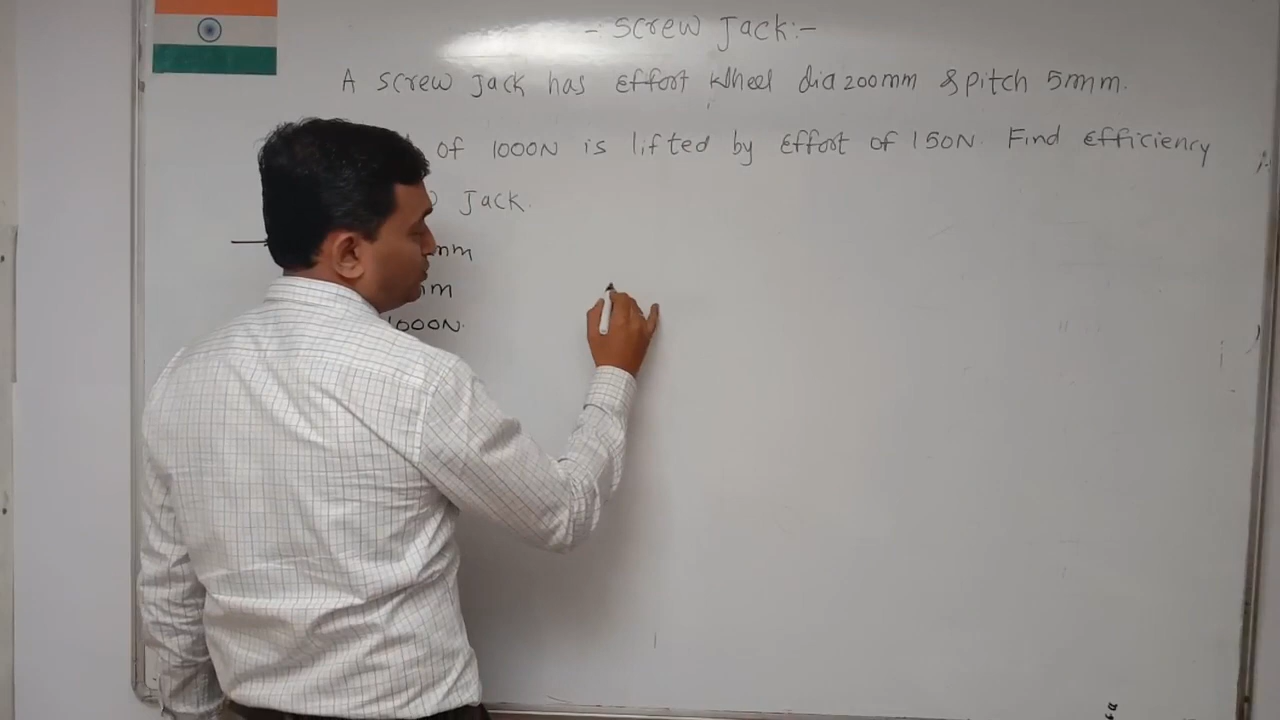 -: Screw Jack:-
A screw Jack has effort wheel dia 200mm & pitch 5mm.
of 1000N is lifted by effort of 150N. Find efficiency
Jack.
mm
m
1000N.